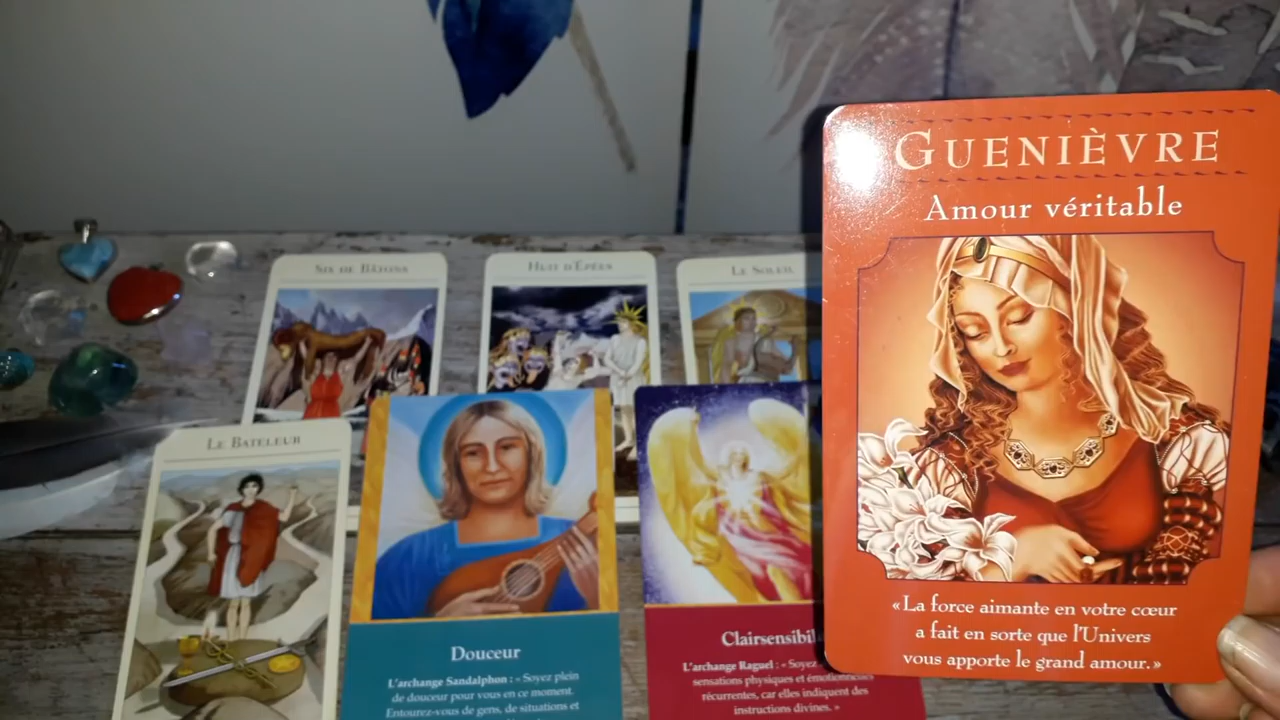 GUENIÈVRE
Amour véritable
«La force aimante en votre cœur
a fait en sorte que l'Univers
vous apporte le grand amour.»
SIX DE BÂTONS
HUIT D'ÉPÉES
LE SOLEIL
LE BATELEUR
Douceur
L'archange Sandalphon : « Soyez plein
de douceur pour vous en ce moment.
Entourez-vous de gens, de situations et
Clairsensibil
L'archange Raguel : « Soyez
sensations physiques et émotionnelles
récurrentes, car elles indiquent des
instructions divines. »